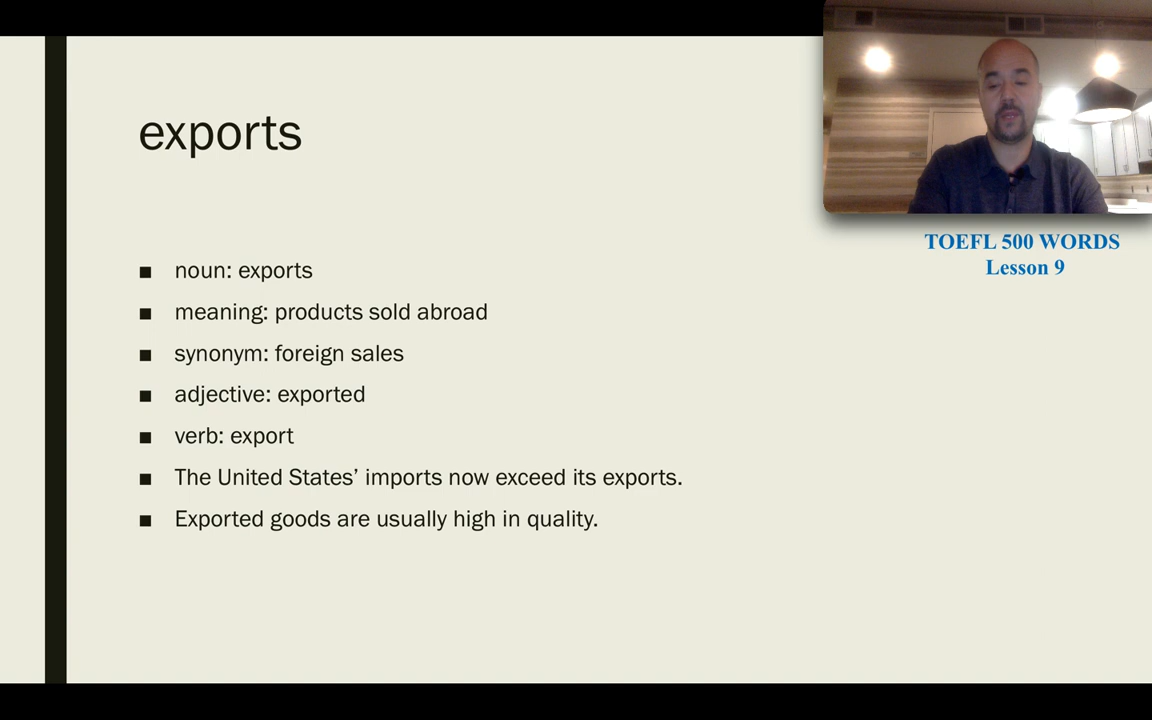 exports
TOEFL 500 WORDS
Lesson 9
■ noun: exports
■ meaning: products sold abroad
■ synonym: foreign sales
■ adjective: exported
■ verb: export
■ The United States’ imports now exceed its exports.
■ Exported goods are usually high in quality.